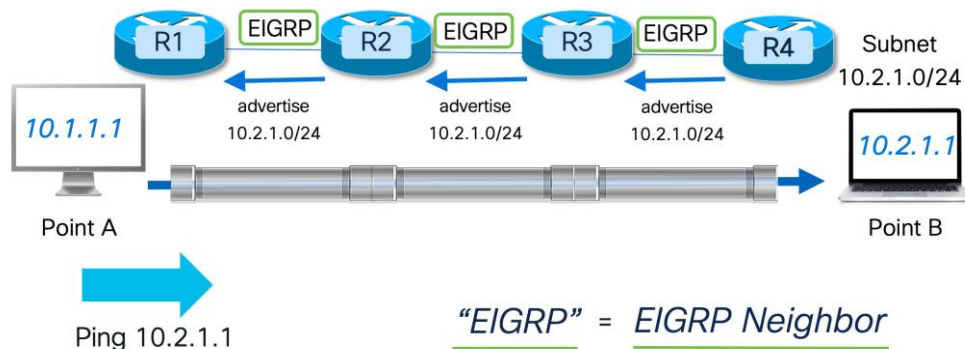 R1
EIGRP
R2
EIGRP
R3
EIGRP
R4
Subnet
10.2.1.0/24
advertise
10.2.1.0/24
advertise
10.2.1.0/24
advertise
10.2.1.0/24
10.1.1.1
10.2.1.1
Point A
Point B
Ping 10.2.1.1
“EIGRP” = EIGRP Neighbor